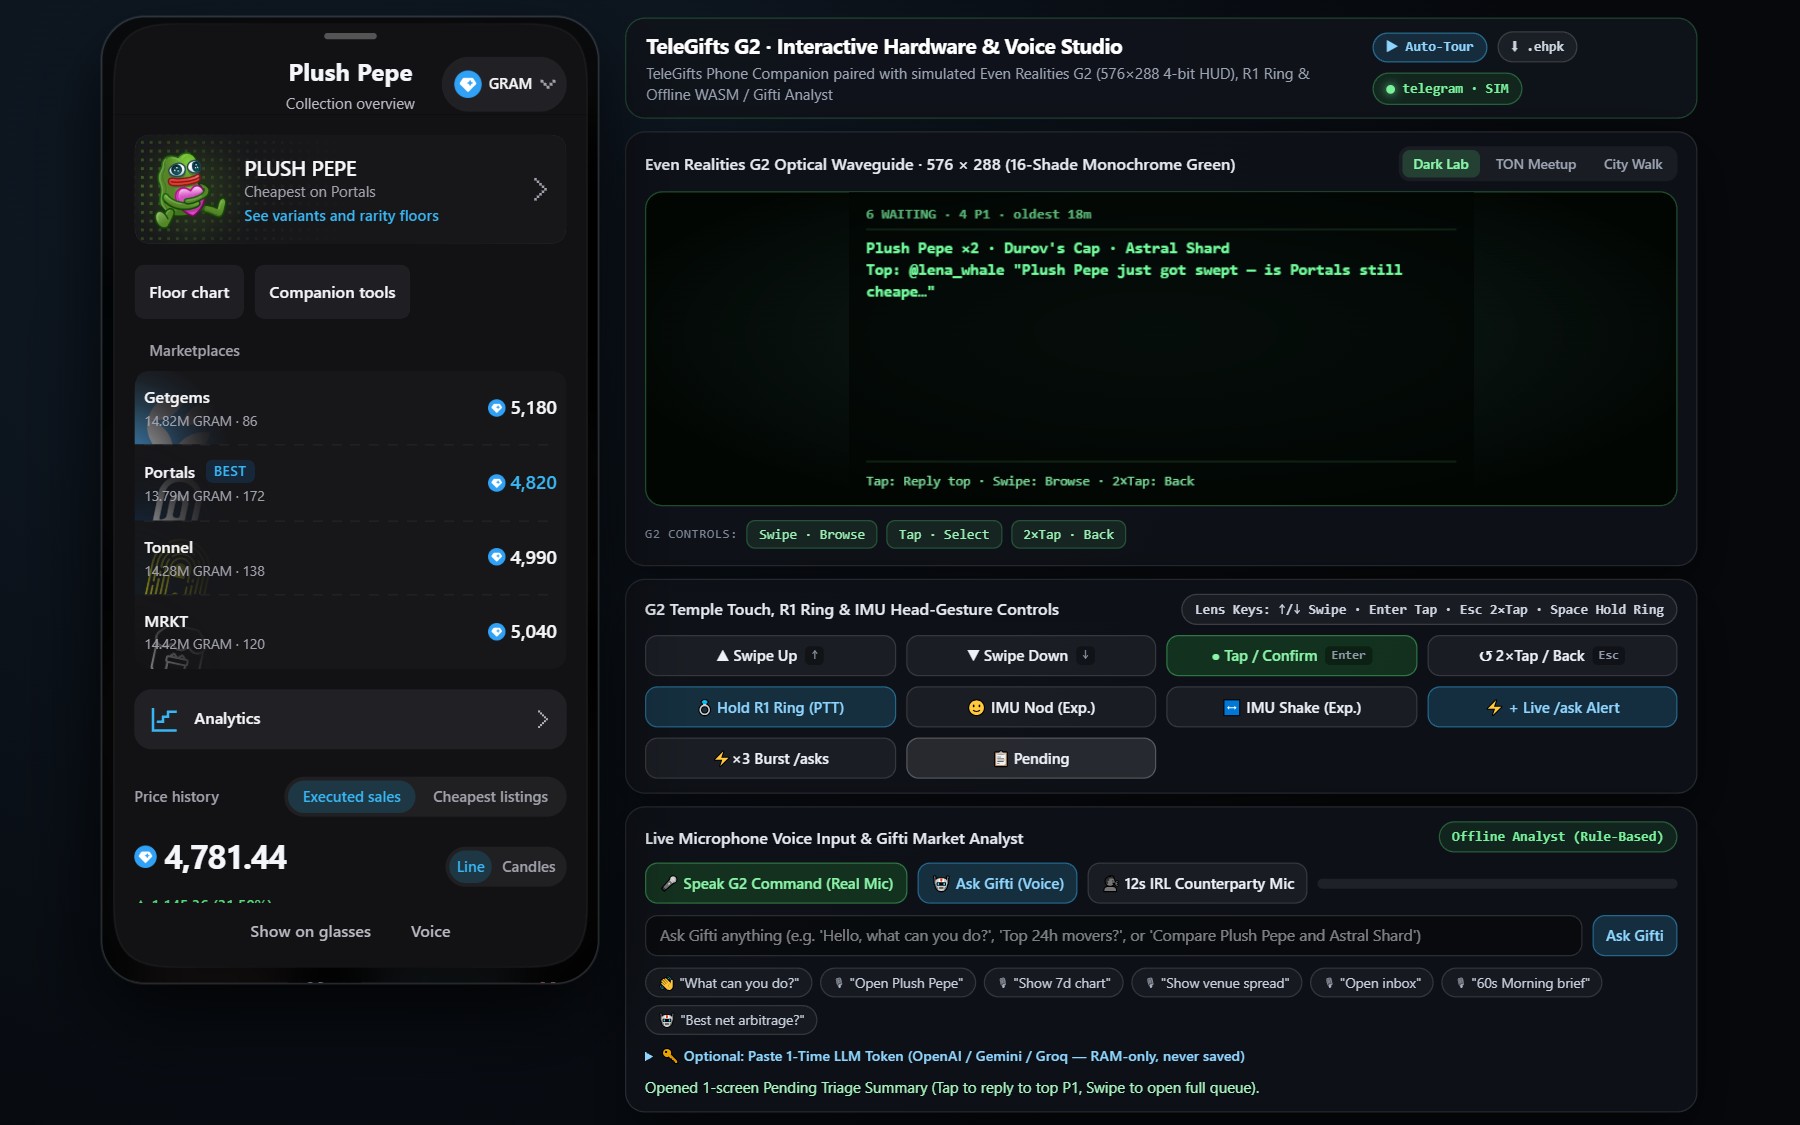 Plush Pepe
Collection overview
GRAM
PLUSH PEPE
Cheapest on Portals
See variants and rarity floors
Floor chart
Companion tools
Marketplaces
Getgems
14.82M GRAM · 86
5,180
Portals BEST
13.79M GRAM · 172
4,820
Tonnel
14.28M GRAM · 138
4,990
MRKT
14.42M GRAM · 120
5,040
Analytics
Price history
Executed sales
Cheapest listings
4,781.44
Line
Candles
Show on glasses
Voice
TeleGifts G2 · Interactive Hardware & Voice Studio
TeleGifts Phone Companion paired with simulated Even Realities G2 (576×288 4-bit HUD), R1 Ring &
Offline WASM / Gifti Analyst
▶ Auto-Tour
⬇ .ehpk
● telegram · SIM
Even Realities G2 Optical Waveguide · 576 × 288 (16-Shade Monochrome Green)
Dark Lab
TON Meetup
City Walk
6 WAITING · 4 P1 · oldest 18m
Plush Pepe ×2 · Durov's Cap · Astral Shard
Top: @lena_whale "Plush Pepe just got swept — is Portals still
cheape…"
Tap: Reply top · Swipe: Browse · 2×Tap: Back
G2 CONTROLS:
Swipe · Browse
Tap · Select
2×Tap · Back
G2 Temple Touch, R1 Ring & IMU Head-Gesture Controls
Lens Keys: ↑/↓ Swipe · Enter Tap · Esc 2×Tap · Space Hold Ring
▲ Swipe Up ↑
▼ Swipe Down ↓
● Tap / Confirm Enter
↺ 2×Tap / Back Esc
💍 Hold R1 Ring (PTT)
🙂 IMU Nod (Exp.)
↔️ IMU Shake (Exp.)
⚡ + Live /ask Alert
⚡ ×3 Burst /asks
📋 Pending
Live Microphone Voice Input & Gifti Market Analyst
Offline Analyst (Rule-Based)
🎤 Speak G2 Command (Real Mic)
🤖 Ask Gifti (Voice)
👥 12s IRL Counterparty Mic
Ask Gifti anything (e.g. 'Hello, what can you do?', 'Top 24h movers?', or 'Compare Plush Pepe and Astral Shard')
Ask Gifti
👋 "What can you do?"
🎙 "Open Plush Pepe"
🎙 "Show 7d chart"
🎙 "Show venue spread"
🎙 "Open inbox"
🎙 "60s Morning brief"
🤖 "Best net arbitrage?"
▶ 🔑 Optional: Paste 1-Time LLM Token (OpenAI / Gemini / Groq — RAM-only, never saved)
Opened 1-screen Pending Triage Summary (Tap to reply to top P1, Swipe to open full queue).